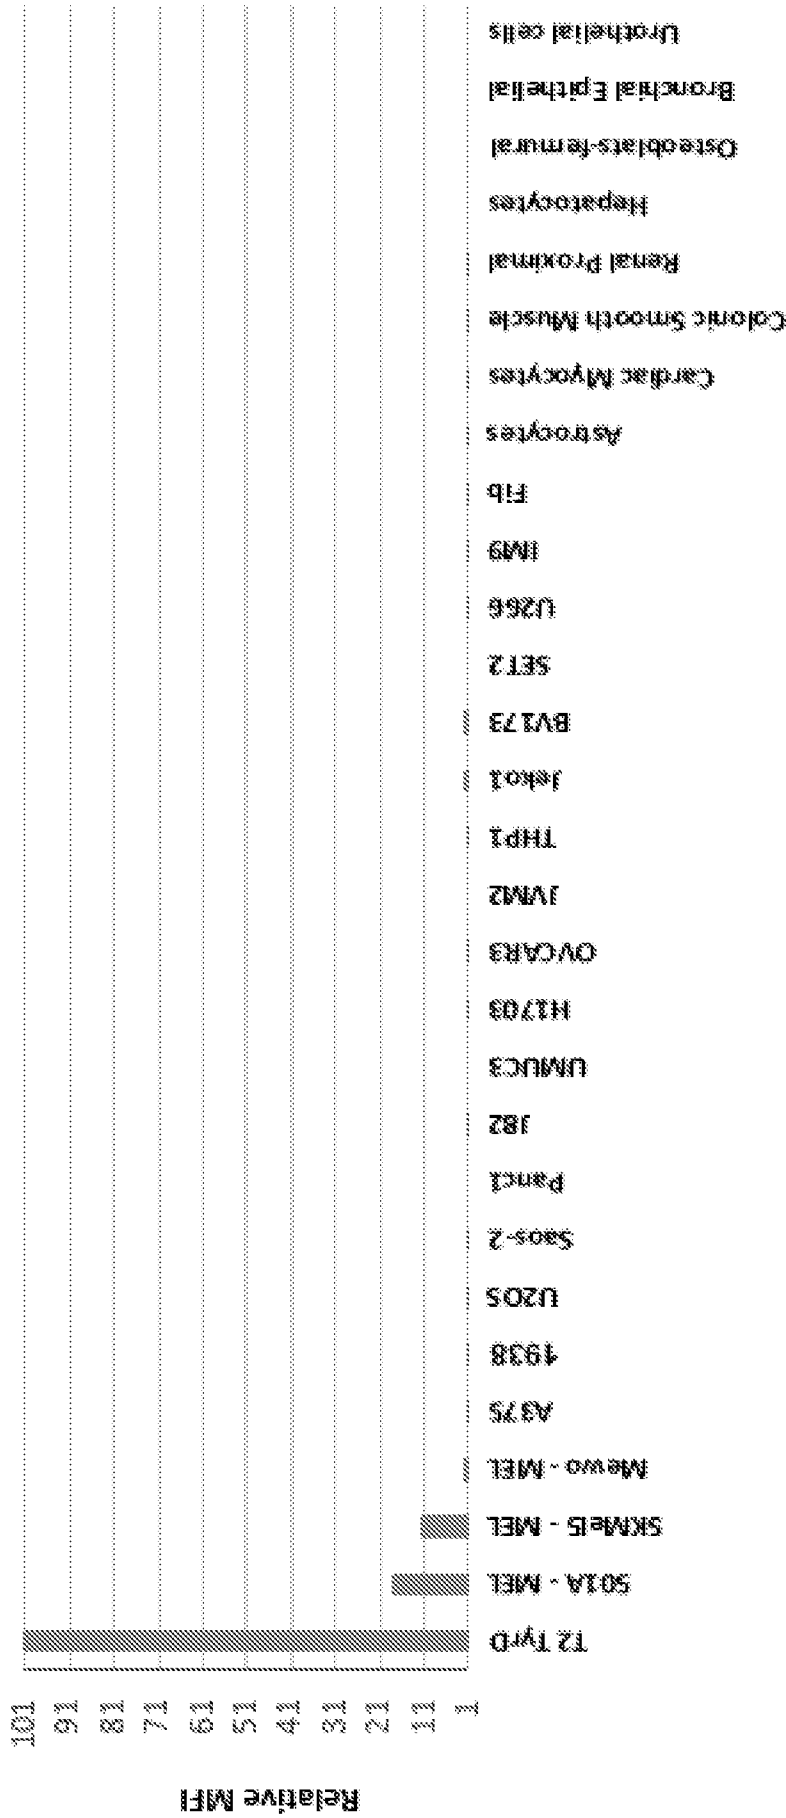 Relative MFI
1
11
21
31
41
51
61
71
81
91
101
T2 TyrD
501A - MEL
SKMel5 - MEL
Mewo - MEL
A375
1938
U2OS
Saos-2
Panc1
J82
UMUC3
H1703
OVCAR3
JVM2
THP1
Jeko1
BV173
SET2
U266
IM9
Fib
Astrocytes
Cardiac Myocytes
Colonic Smooth Muscle
Renal Proximal
Hepatocytes
Osteoblats-femural
Bronchial Epithelial
Urothelial cells